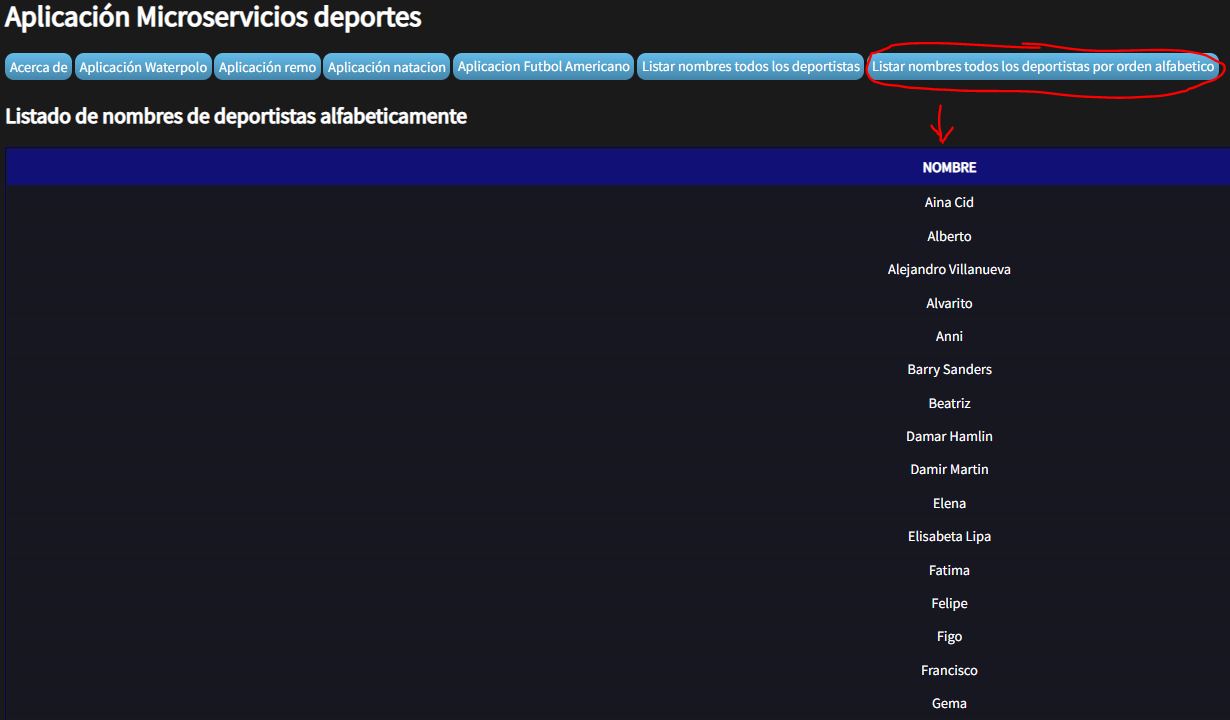 Aplicación Microservicios deportes
Acerca de Aplicación Waterpolo Aplicación remo Aplicación natacion Aplicacion Futbol Americano Listar nombres todos los deportistas Listar nombres todos los deportistas por orden alfabetico
Listado de nombres de deportistas alfabeticamente
NOMBRE
Aina Cid
Alberto
Alejandro Villanueva
Alvarito
Anni
Barry Sanders
Beatriz
Damar Hamlin
Damir Martin
Elena
Elisabeta Lipa
Fatima
Felipe
Figo
Francisco
Gema